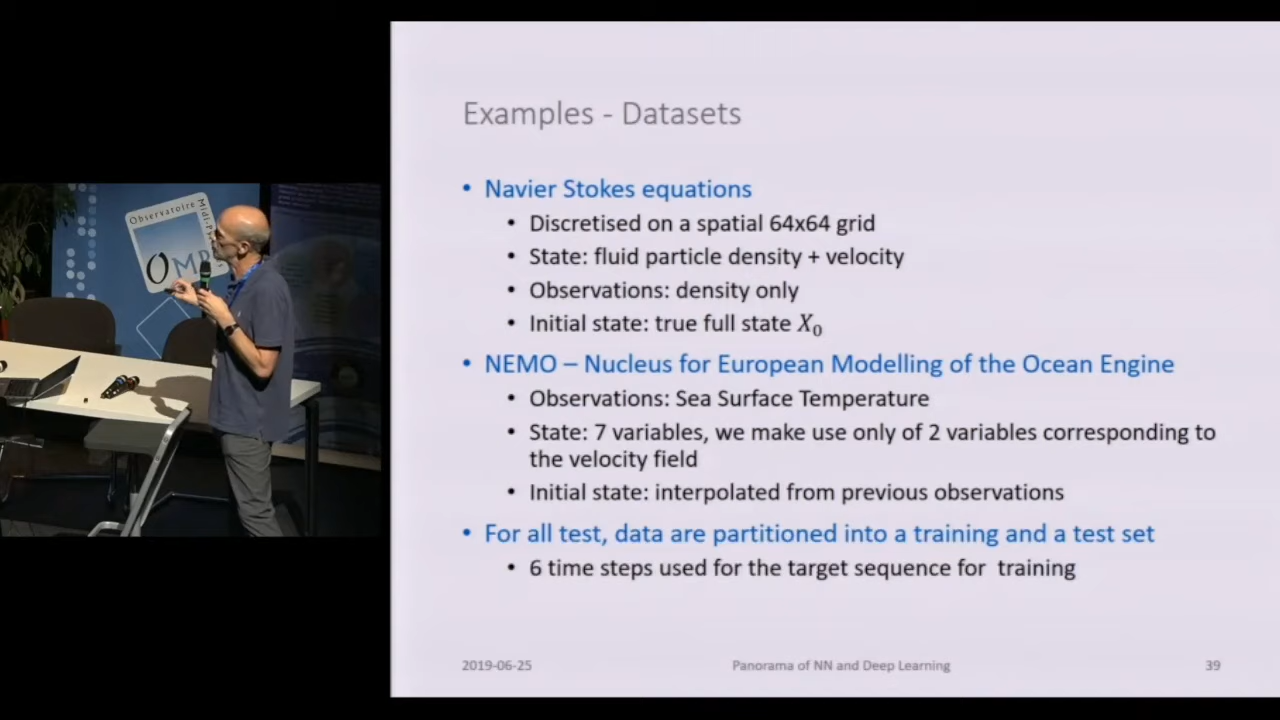 Observatoire
Midi-Py
OMP
Examples - Datasets
• Navier Stokes equations
• Discretised on a spatial 64x64 grid
• State: fluid particle density + velocity
• Observations: density only
• Initial state: true full state X₀
• NEMO – Nucleus for European Modelling of the Ocean Engine
• Observations: Sea Surface Temperature
• State: 7 variables, we make use only of 2 variables corresponding to
the velocity field
• Initial state: interpolated from previous observations
• For all test, data are partitioned into a training and a test set
• 6 time steps used for the target sequence for training
2019-06-25
Panorama of NN and Deep Learning
39